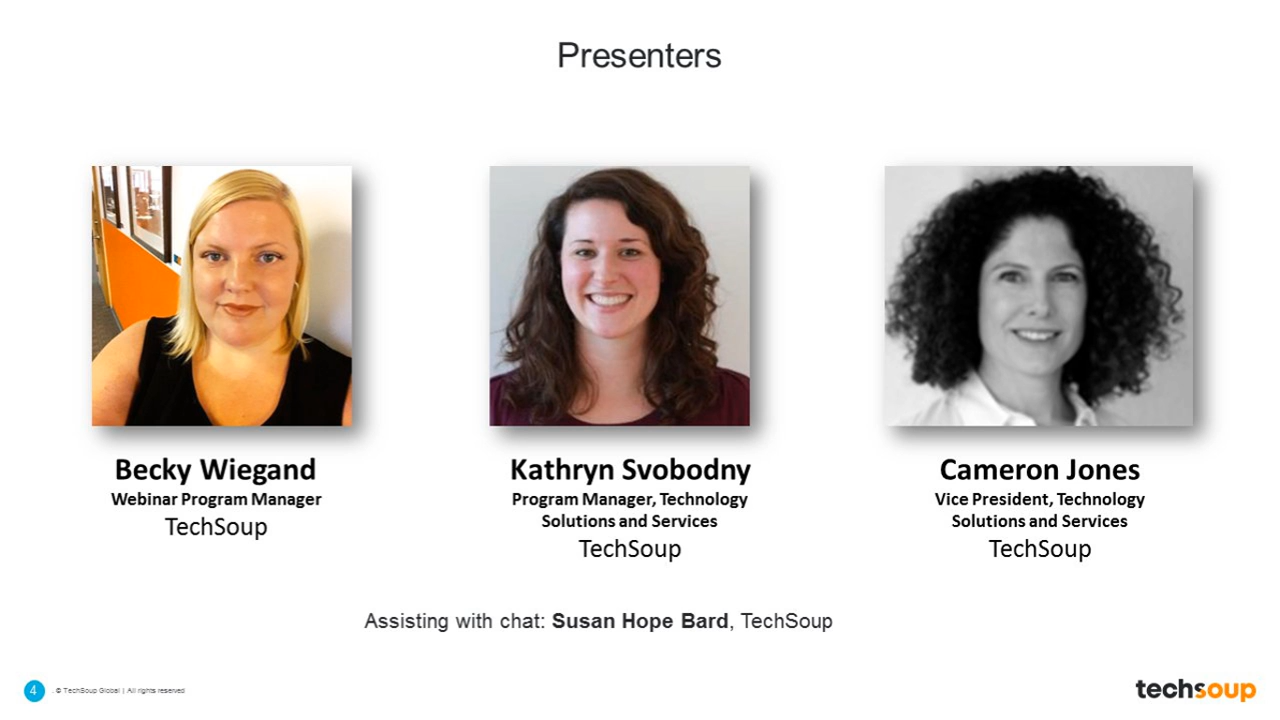 Presenters
Becky Wiegand
Webinar Program Manager
TechSoup
Kathryn Svobodny
Program Manager, Technology
Solutions and Services
TechSoup
Cameron Jones
Vice President, Technology
Solutions and Services
TechSoup
Assisting with chat: Susan Hope Bard, TechSoup
4
. © TechSoup Global | All rights reserved
techsoup